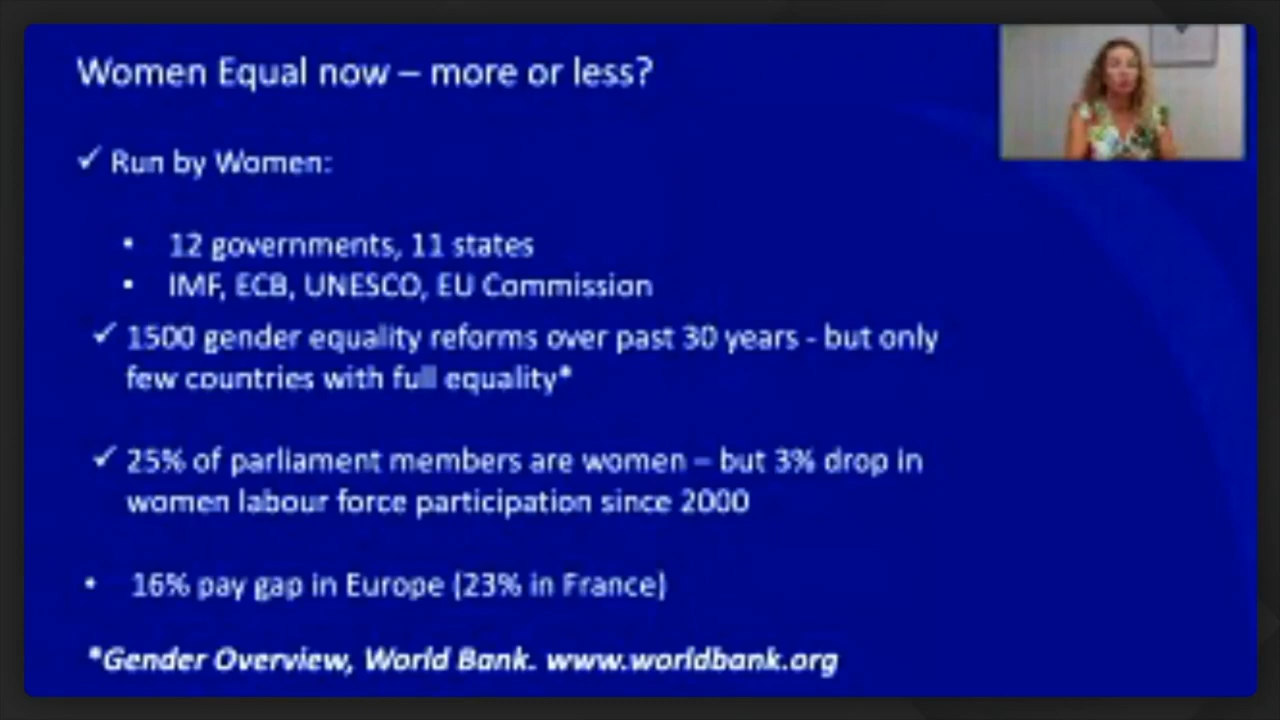 Women Equal now – more or less?
✓ Run by Women:
▪ 12 governments, 11 states
▪ IMF, ECB, UNESCO, EU Commission
✓ 1500 gender equality reforms over past 30 years - but only
few countries with full equality*
✓ 25% of parliament members are women – but 3% drop in
women labour force participation since 2000
• 16% pay gap in Europe (23% in France)
*Gender Overview, World Bank. www.worldbank.org